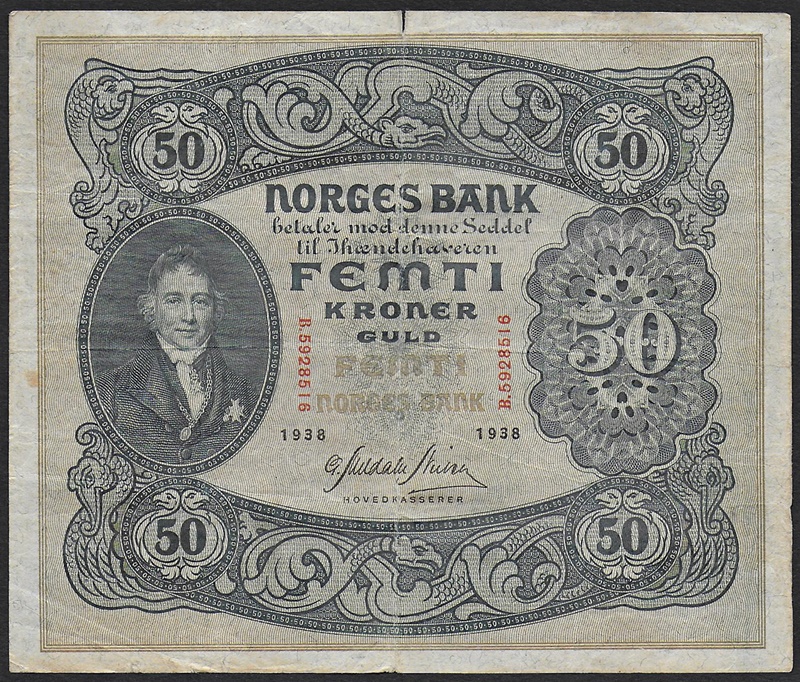 50 50
NORGES BANK
betaler mod denne Seddel
til Ihændehaveren
FEMTI
KRONER
GULD
50
B.5928516 B.5928516
FEMTI
NORGES BANK
1938 1938
HOVEDKASSERER
50 50